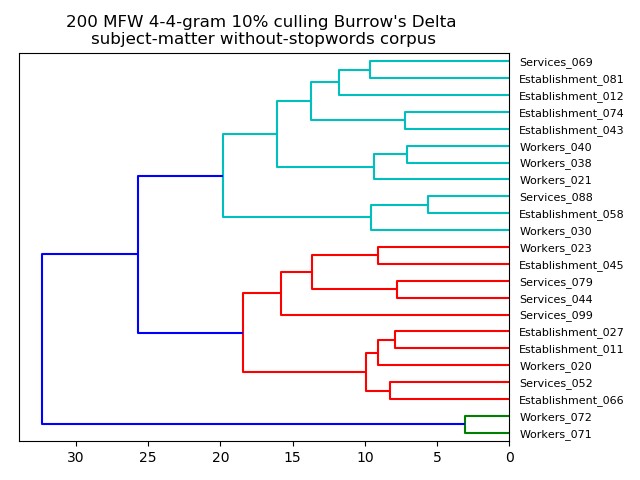 200 MFW 4-4-gram 10% culling Burrow's Delta
subject-matter without-stopwords corpus
Services_069
Establishment_081
Establishment_012
Establishment_074
Establishment_043
Workers_040
Workers_038
Workers_021
Services_088
Establishment_058
Workers_030
Workers_023
Establishment_045
Services_079
Services_044
Services_099
Establishment_027
Establishment_011
Workers_020
Services_052
Establishment_066
Workers_072
Workers_071
30 25 20 15 10 5 0